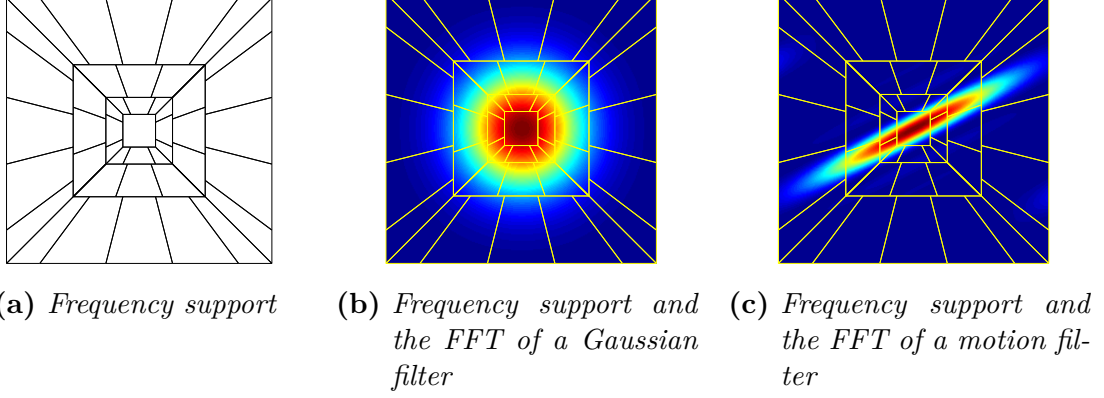 (a) Frequency support
(b) Frequency support and
the FFT of a Gaussian
filter
(c) Frequency support and
the FFT of a motion fil-
ter